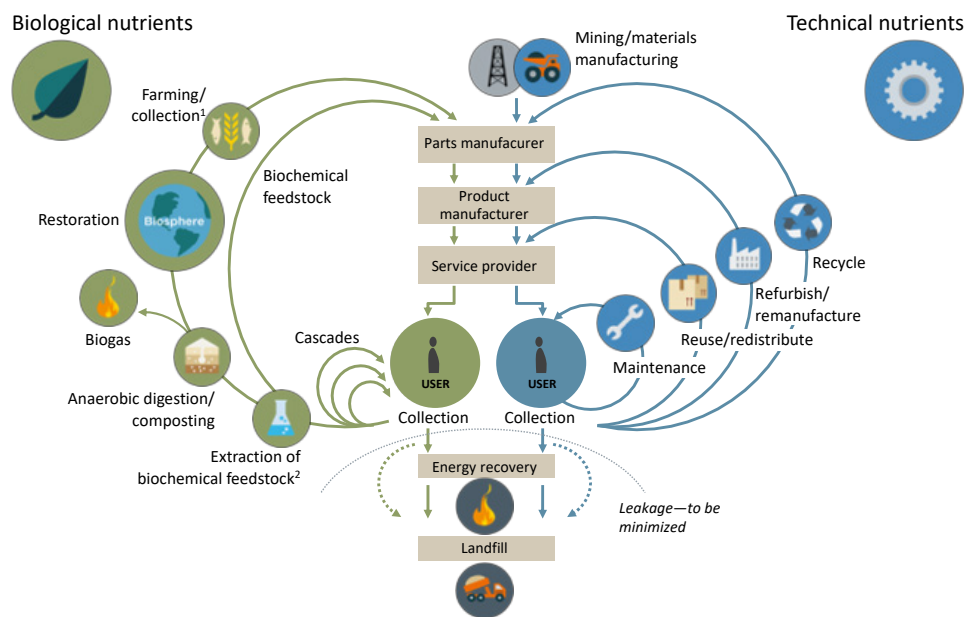 Biological nutrients
Technical nutrients
Mining/materials
manufacturing
Farming/
collection1
Parts manufacurer
Biochemical
feedstock
Product
manufacturer
Restoration
Biosphere
Service provider
Recycle
Refurbish/
remanufacture
Biogas
Cascades
Reuse/redistribute
Maintenance
USER
USER
Anaerobic digestion/
composting
Collection
Collection
Extraction of
biochemical feedstock2
Energy recovery
Leakage—to be
minimized
Landfill